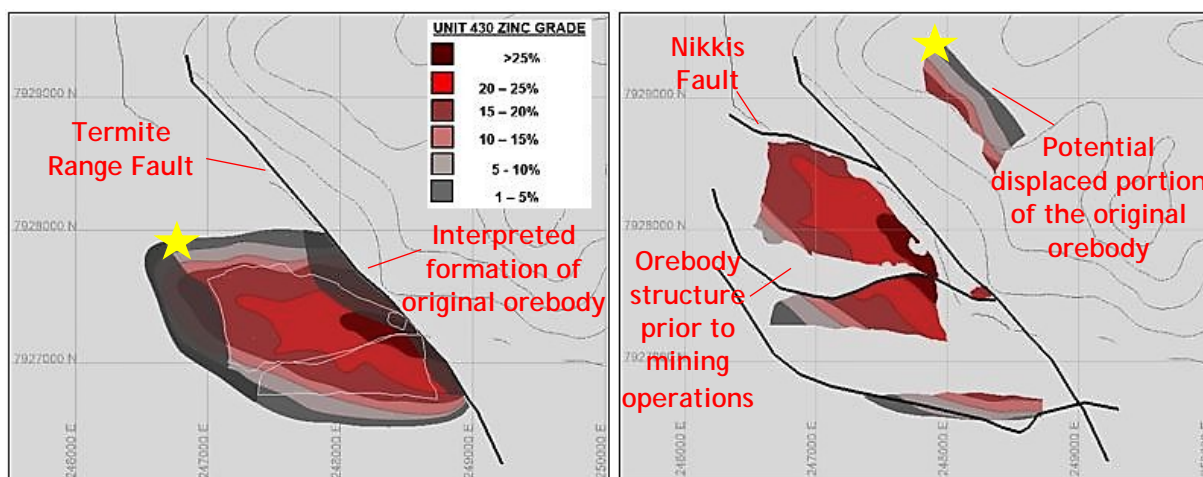 UNIT 430 ZINC GRADE
>25%
20 – 25%
15 – 20%
10 – 15%
5 - 10%
1 – 5%
7929000 N
Termite
Range Fault
7928000 N
Interpreted
formation of
original orebody
7927000 N
246000 E
247000 E
248000 E
249000 E
250000 E
Nikkis
Fault
7929000 N
Potential
displaced portion
of the original
orebody
7928000 N
Orebody
structure
prior to
mining
operations
246000 E
247000 E
248000 E
249000 E